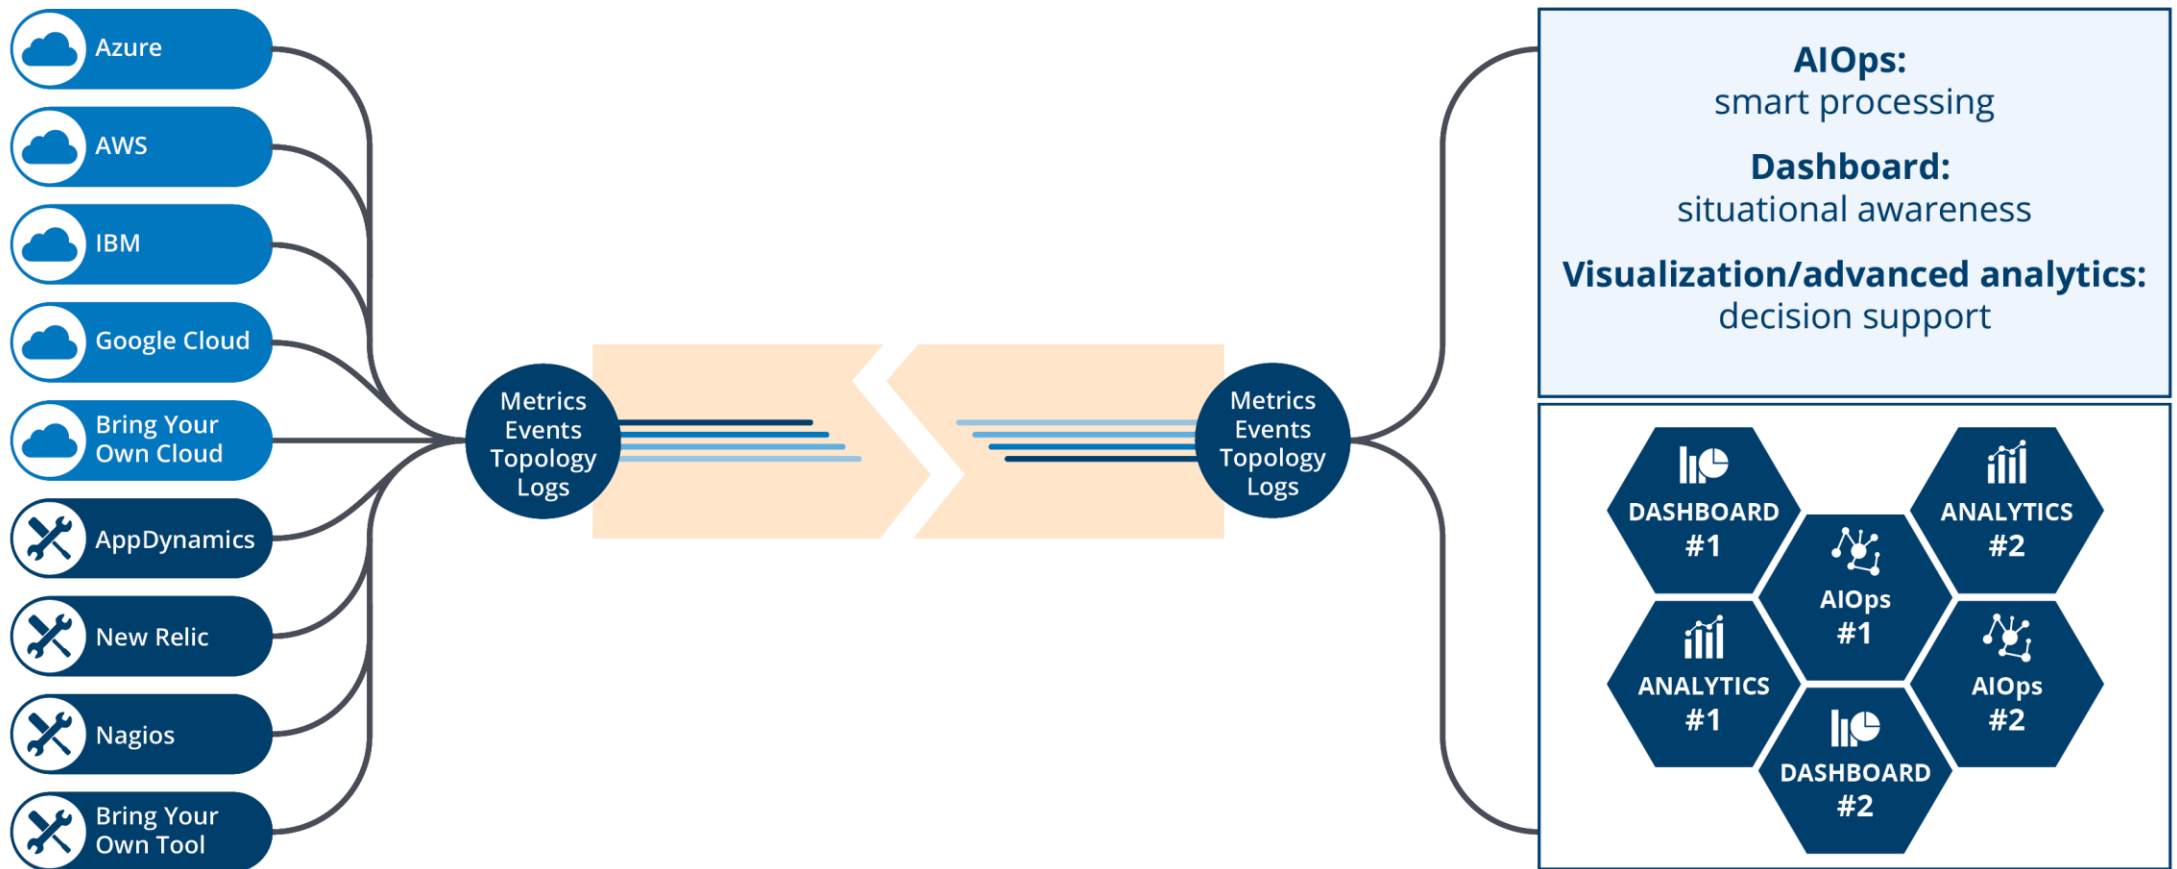 Azure
AWS
IBM
Google Cloud
Bring Your
Own Cloud
AppDynamics
New Relic
Nagios
Bring Your
Own Tool
Metrics
Events
Topology
Logs
Metrics
Events
Topology
Logs
AIOps:
smart processing
Dashboard:
situational awareness
Visualization/advanced analytics:
decision support
DASHBOARD
#1
ANALYTICS
#2
AIOps
#1
ANALYTICS
#1
AIOps
#2
DASHBOARD
#2